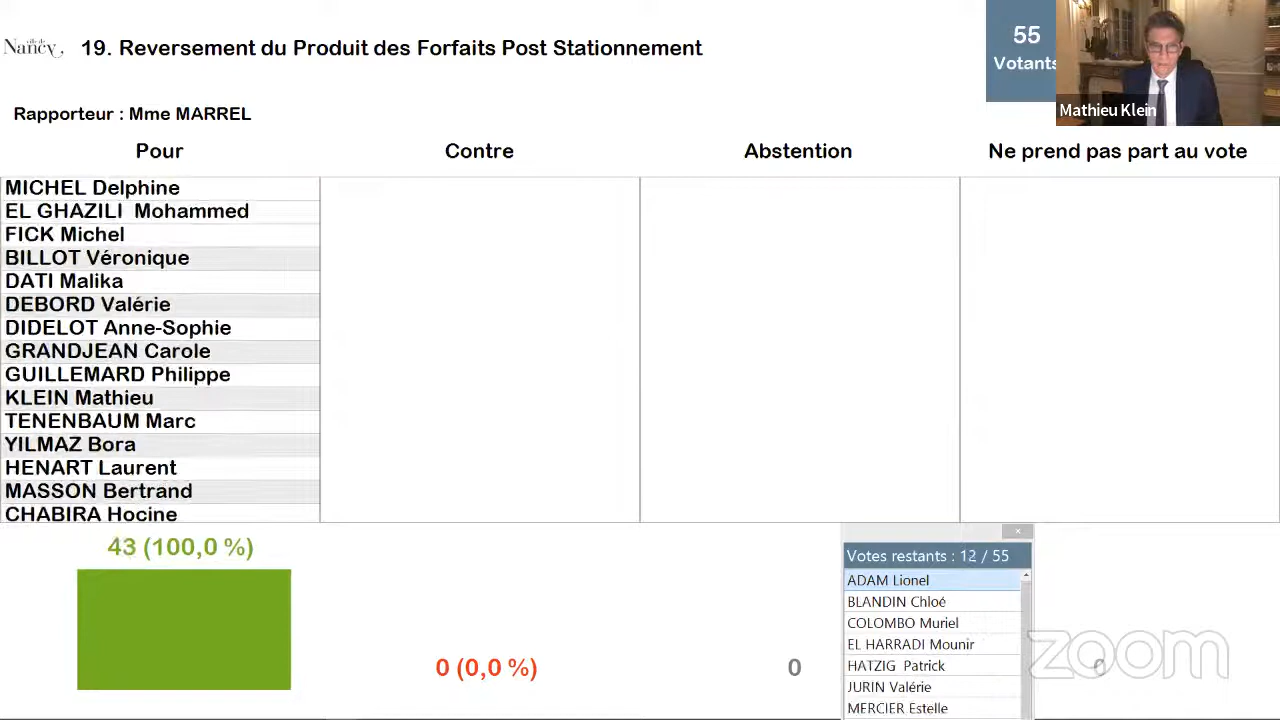 ville de
Nancy
19. Reversement du Produit des Forfaits Post Stationnement
55
Votants
Mathieu Klein
Rapporteur : Mme MARREL
Pour
Contre
Abstention
Ne prend pas part au vote
MICHEL Delphine
EL GHAZILI Mohammed
FICK Michel
BILLOT Véronique
DATI Malika
DEBORD Valérie
DIDELOT Anne-Sophie
GRANDJEAN Carole
GUILLEMARD Philippe
KLEIN Mathieu
TENENBAUM Marc
YILMAZ Bora
HENART Laurent
MASSON Bertrand
CHABIRA Hocine
43 (100,0 %)
0 (0,0 %)
0
0
Votes restants : 12 / 55
ADAM Lionel
BLANDIN Chloé
COLOMBO Muriel
EL HARRADI Mounir
HATZIG Patrick
JURIN Valérie
MERCIER Estelle
zoom